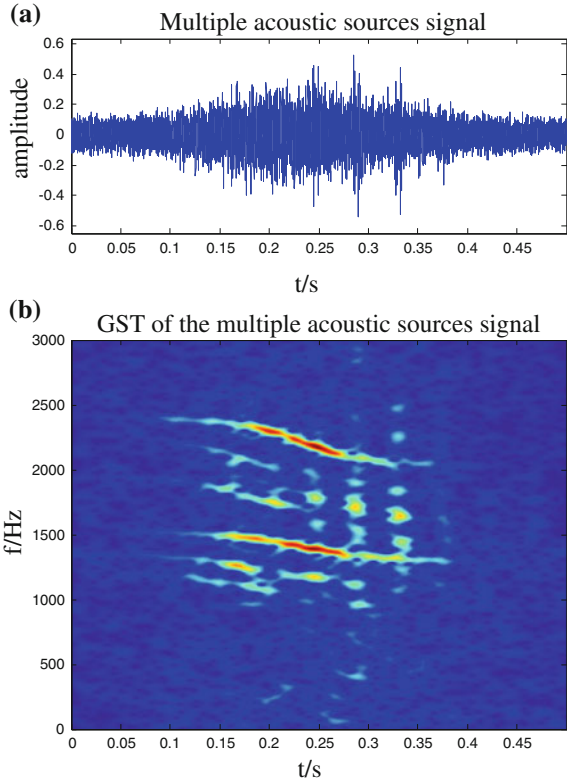 (a)
Multiple acoustic sources signal
amplitude
0.6
0.4
0.2
0
-0.2
-0.4
-0.6
0 0.05 0.1 0.15 0.2 0.25 0.3 0.35 0.4 0.45
t/s
(b)
GST of the multiple acoustic sources signal
f/Hz
3000
2500
2000
1500
1000
500
0
0 0.05 0.1 0.15 0.2 0.25 0.3 0.35 0.4 0.45
t/s